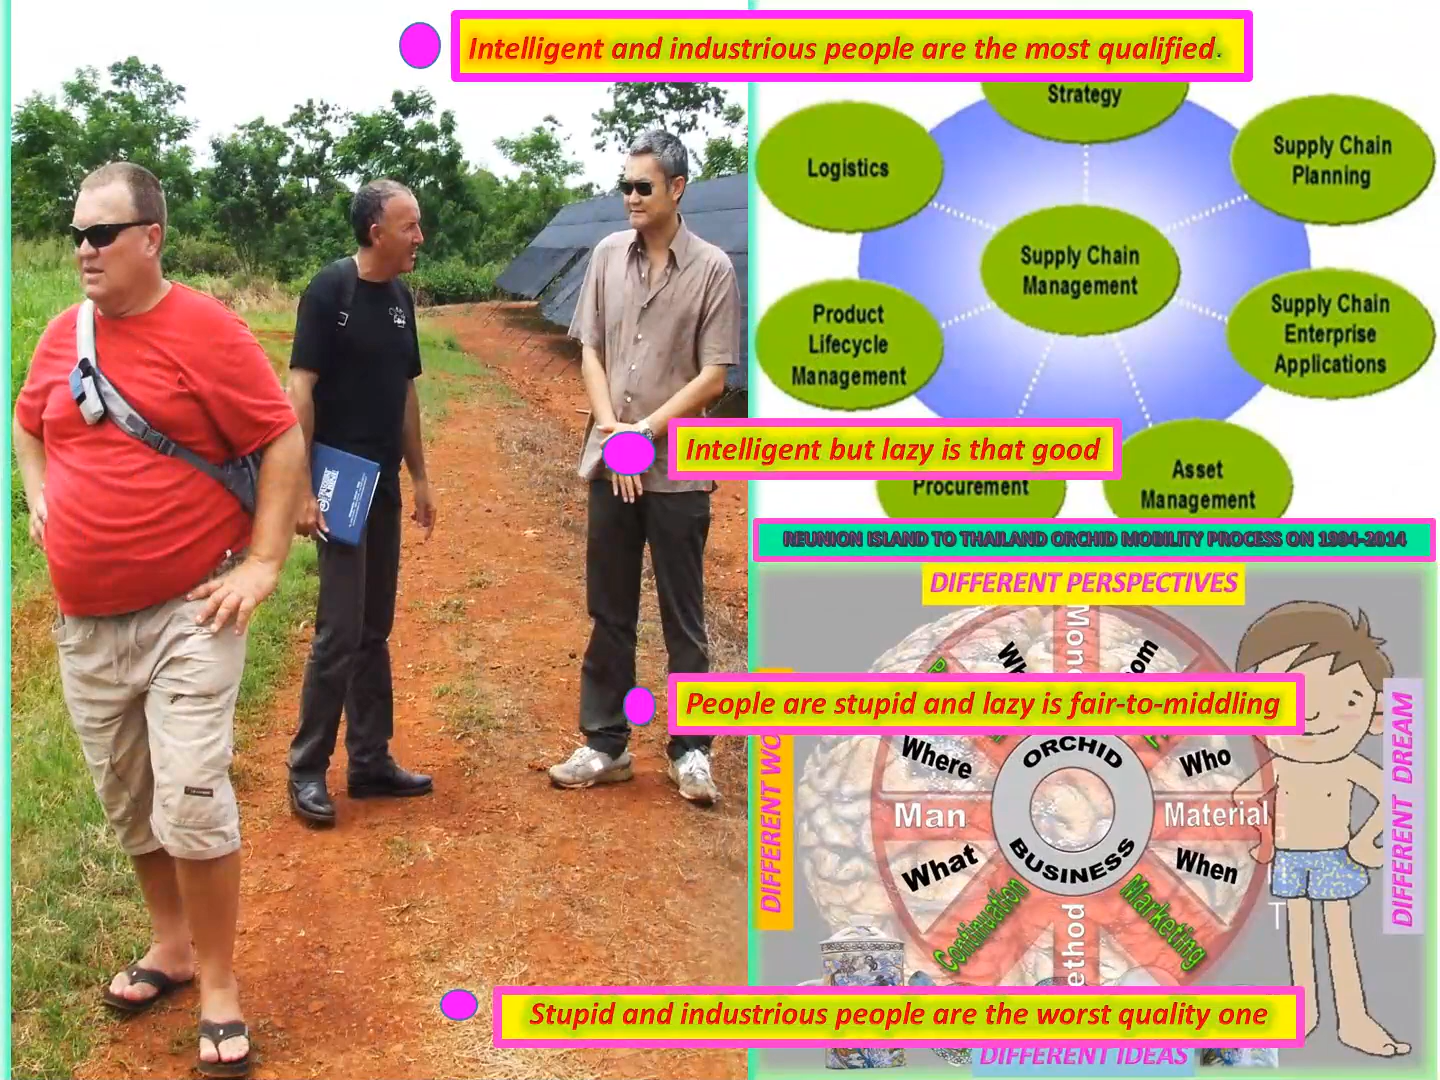 Intelligent and industrious people are the most qualified.
Strategy
Logistics
Supply Chain
Planning
Supply Chain
Management
Product
Lifecycle
Management
Supply Chain
Enterprise
Applications
Intelligent but lazy is that good
Procurement
Asset
Management
REUNION ISLAND TO THAILAND ORCHID MOBILITY PROCESS ON 1994-2014
DIFFERENT PERSPECTIVES
People are stupid and lazy is fair-to-middling
DIFFERENT
DIFFERENT DREAM
ORCHID
BUSINESS
Where
Who
Man
Material
What
When
Continuation
Marketing
Stupid and industrious people are the worst quality one
DIFFERENT IDEAS